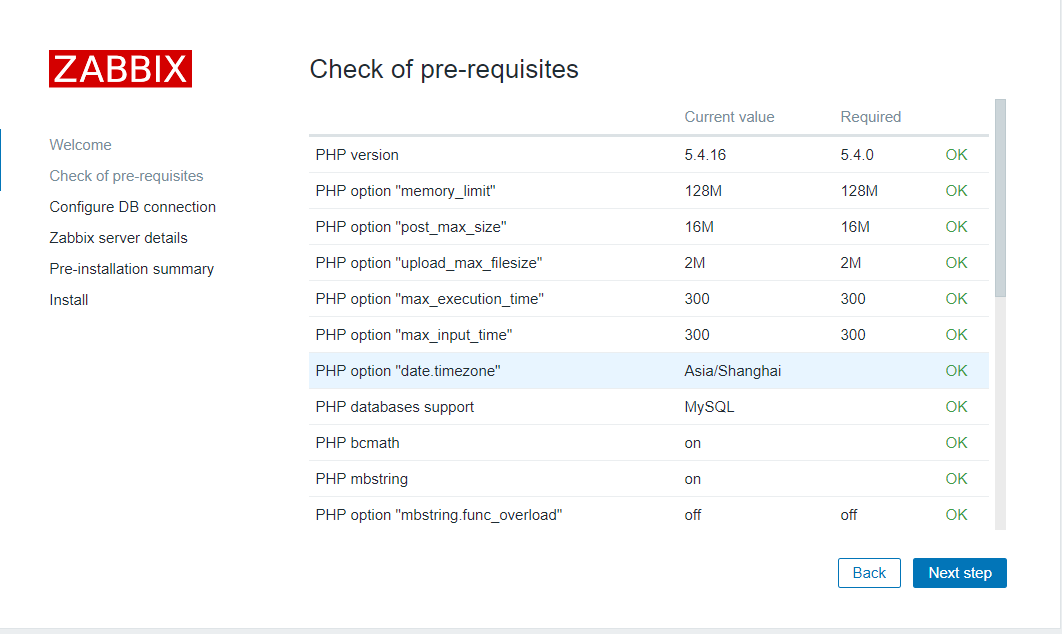 ZABBIX
Check of pre-requisites
Welcome
Check of pre-requisites
Configure DB connection
Zabbix server details
Pre-installation summary
Install
Current value Required
PHP version 5.4.16 5.4.0 OK
PHP option "memory_limit" 128M 128M OK
PHP option "post_max_size" 16M 16M OK
PHP option "upload_max_filesize" 2M 2M OK
PHP option "max_execution_time" 300 300 OK
PHP option "max_input_time" 300 300 OK
PHP option "date.timezone" Asia/Shanghai OK
PHP databases support MySQL OK
PHP bcmath on OK
PHP mbstring on OK
PHP option "mbstring.func_overload" off off OK
Back Next step